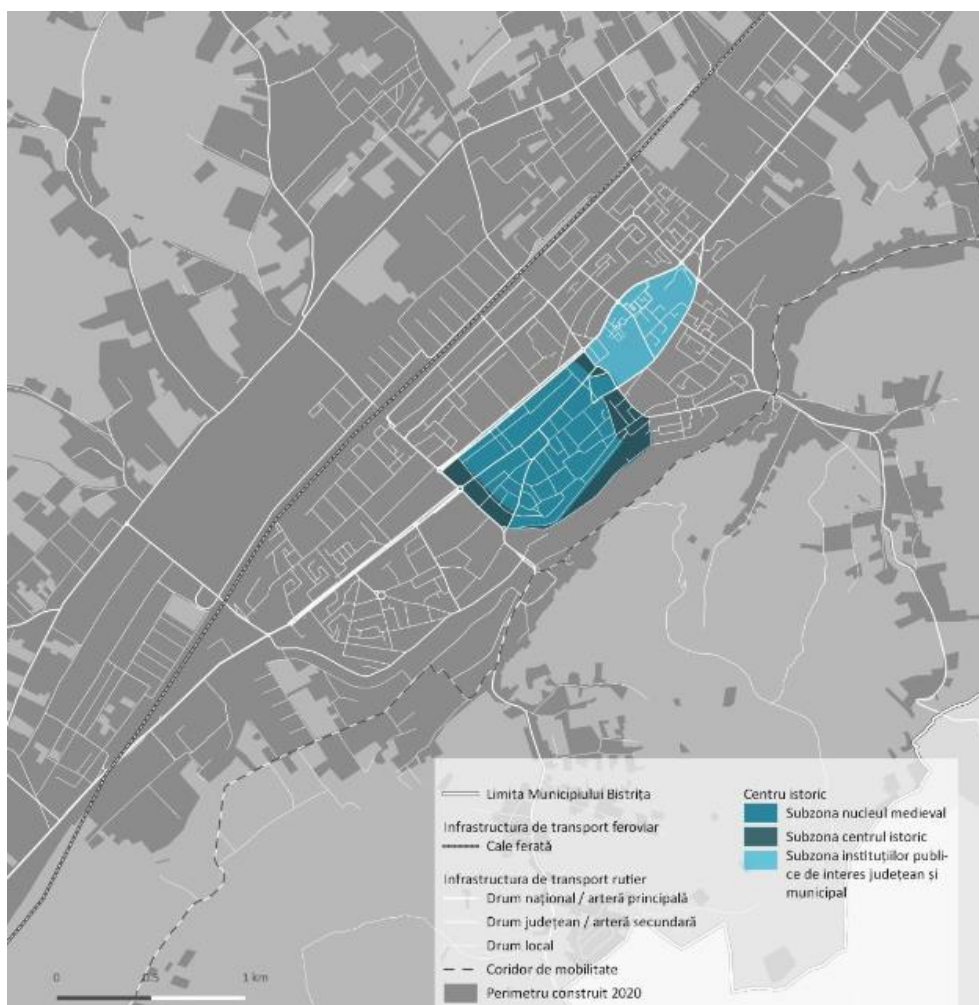 Limita Municipiului Bistrița
Infrastructura de transport feroviar
Cale ferată
Infrastructura de transport rutier
Drum național / arteră principală
Drum județean / arteră secundară
Drum local
Coridor de mobilitate
Perimetru construit 2020
Centru istoric
Subzona nucleul medieval
Subzona centrul istoric
Subzona instituțiilor publi-
ce de interes județean și
municipal
0 0.5 1 km